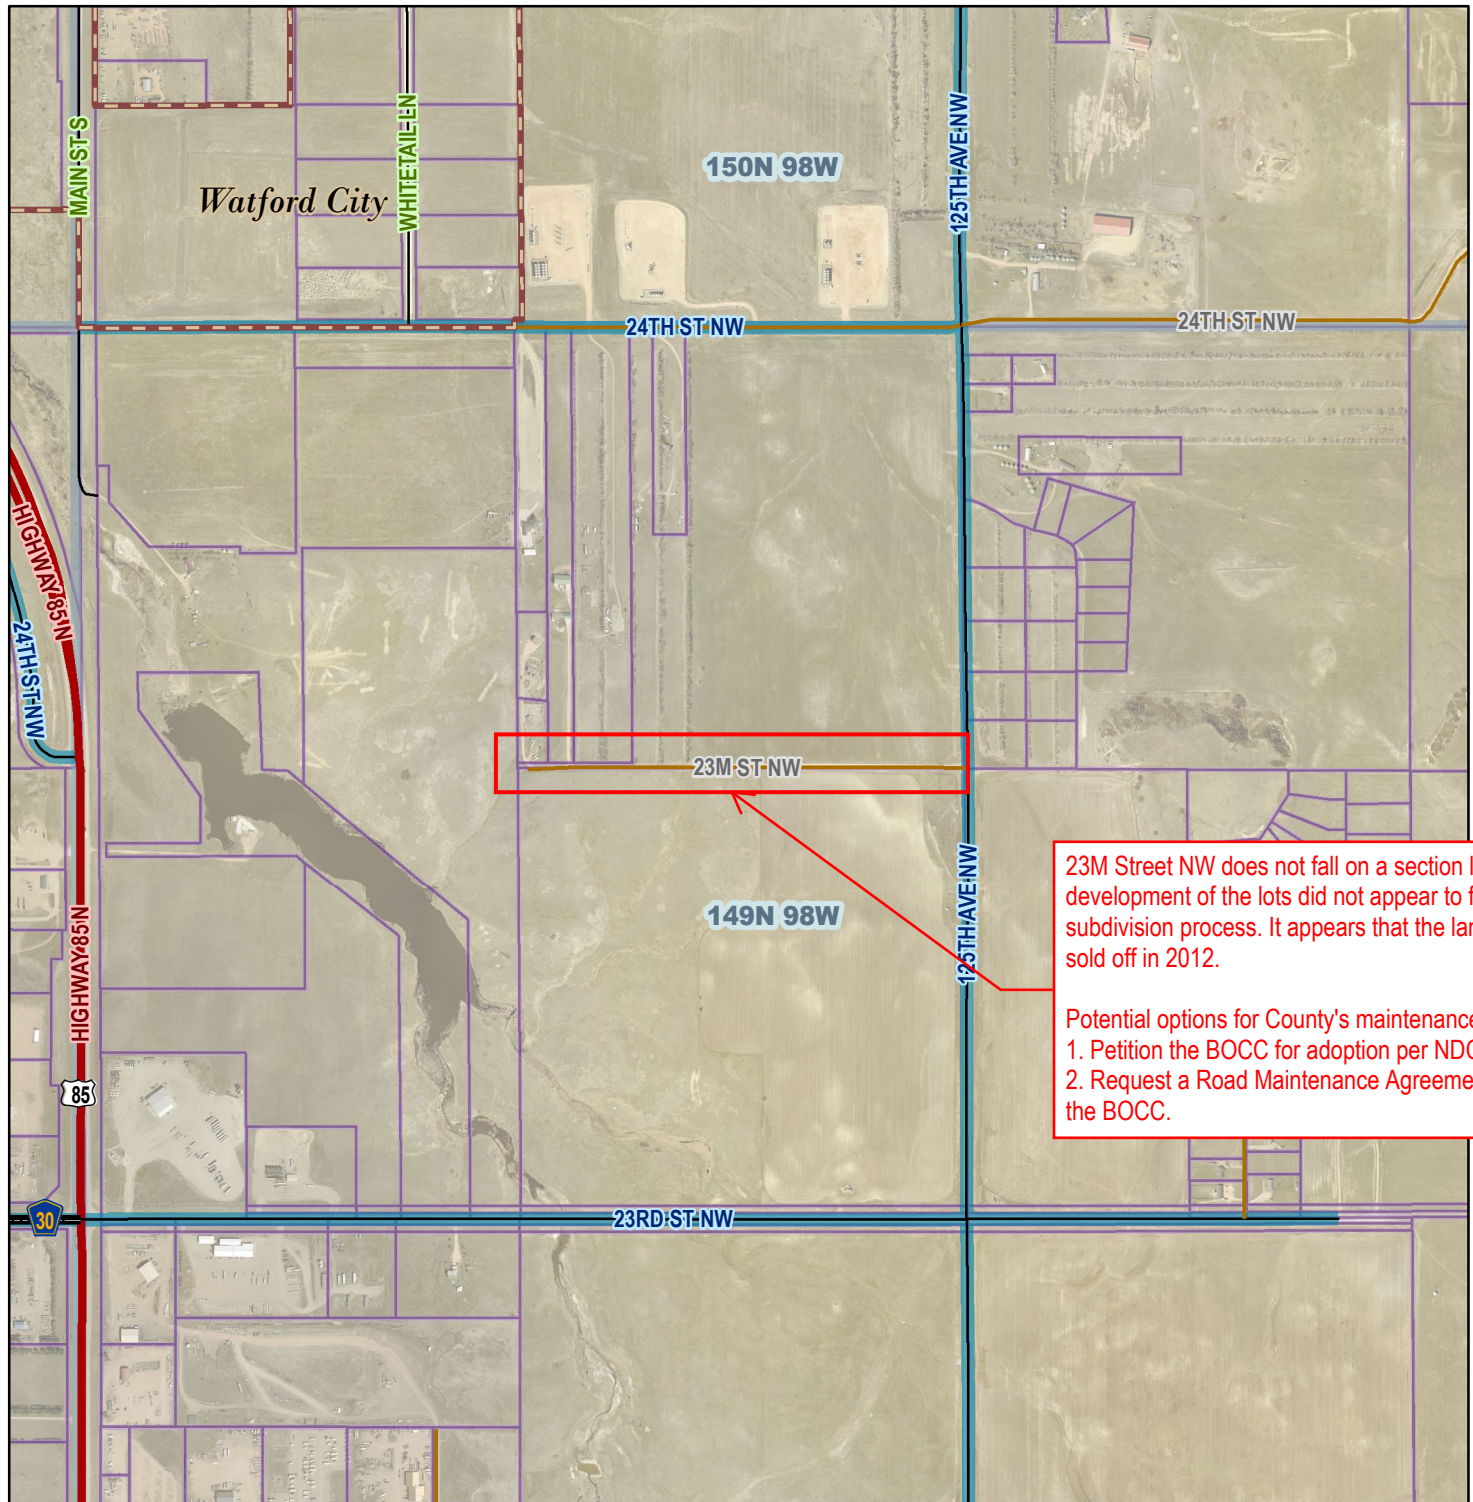 MAIN ST S
WHITETAIL LN
125TH AVE NW
150N 98W
Watford City
24TH ST NW
24TH ST NW
HIGHWAY 85 N
24TH ST NW
23M ST NW
125TH AVE NW
149N 98W
23M Street NW does not fall on a section
development of the lots did not appear to
subdivision process. It appears that the
sold off in 2012.
Potential options for County's maintenance
1. Petition the BOCC for adoption per
2. Request a Road Maintenance
the BOCC.
HIGHWAY 85 N
85
30
23RD ST NW